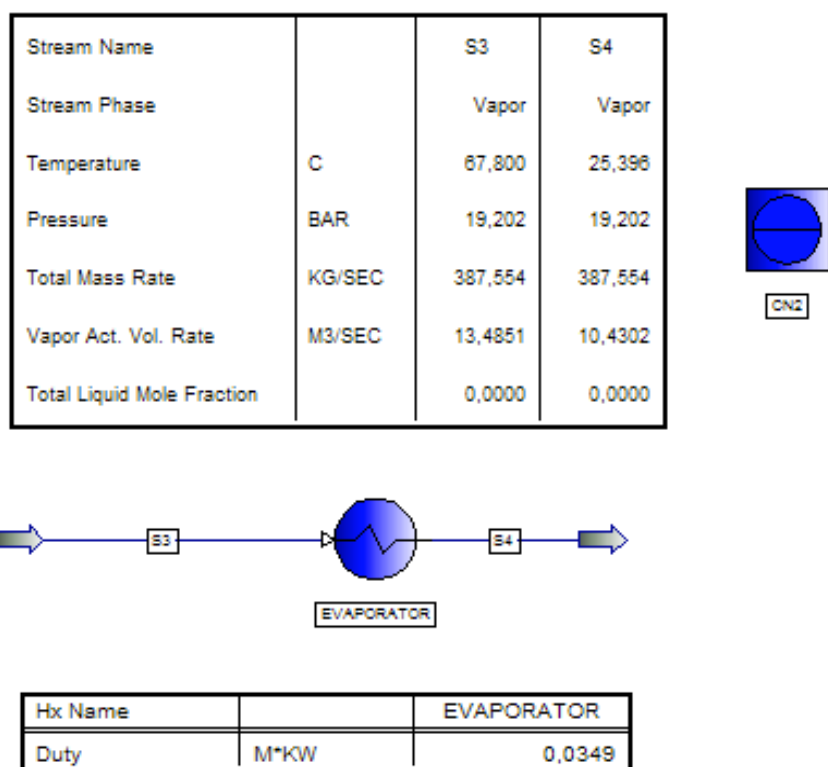 Stream Name S3 S4
Stream Phase Vapor Vapor
Temperature C 67,800 25,396
Pressure BAR 19,202 19,202
Total Mass Rate KG/SEC 387,554 387,554
Vapor Act. Vol. Rate M3/SEC 13,4851 10,4302
Total Liquid Mole Fraction 0,0000 0,0000
CN2
S3 S4
EVAPORATOR
Hx Name EVAPORATOR
Duty M*KW 0,0349